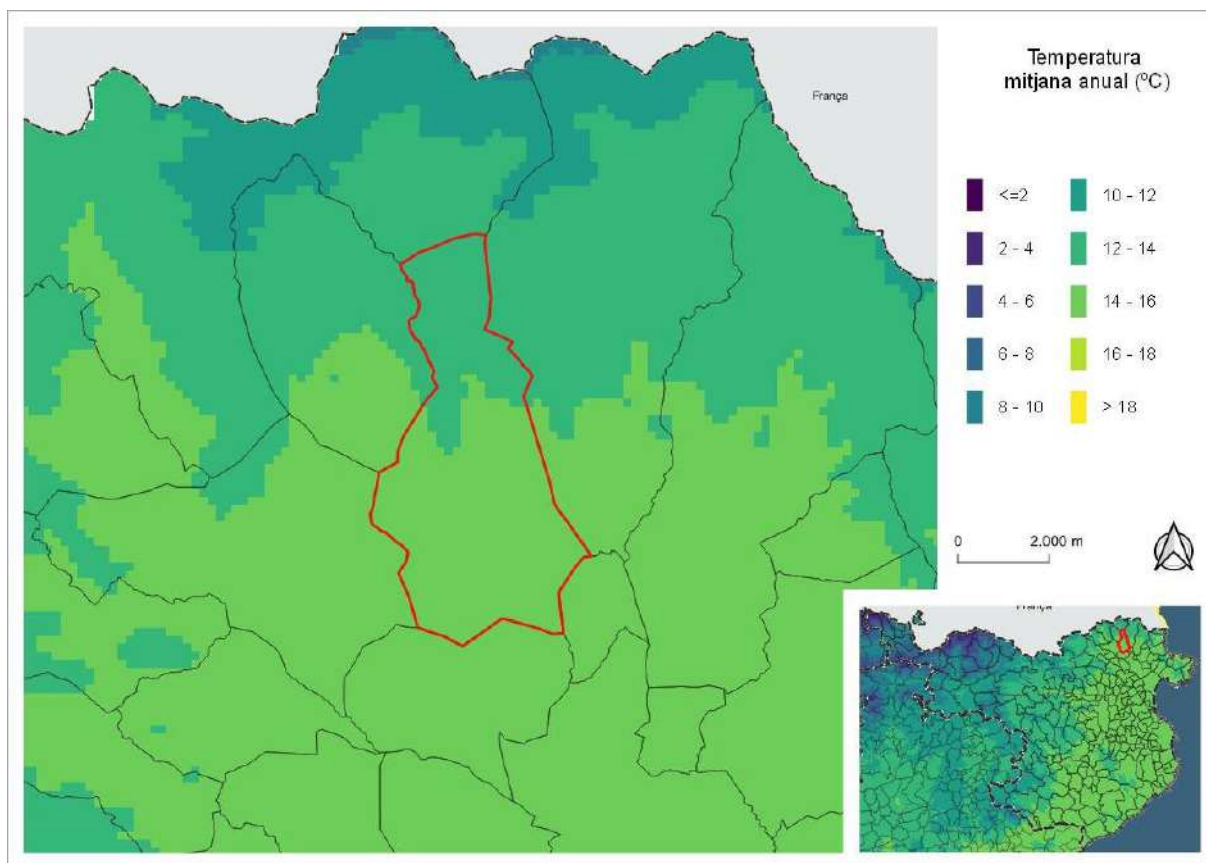 França
Temperatura
mitjana anual (ºC)
<=2
2 - 4
4 - 6
6 - 8
8 - 10
10 - 12
12 - 14
14 - 16
16 - 18
> 18
0
2.000 m
França